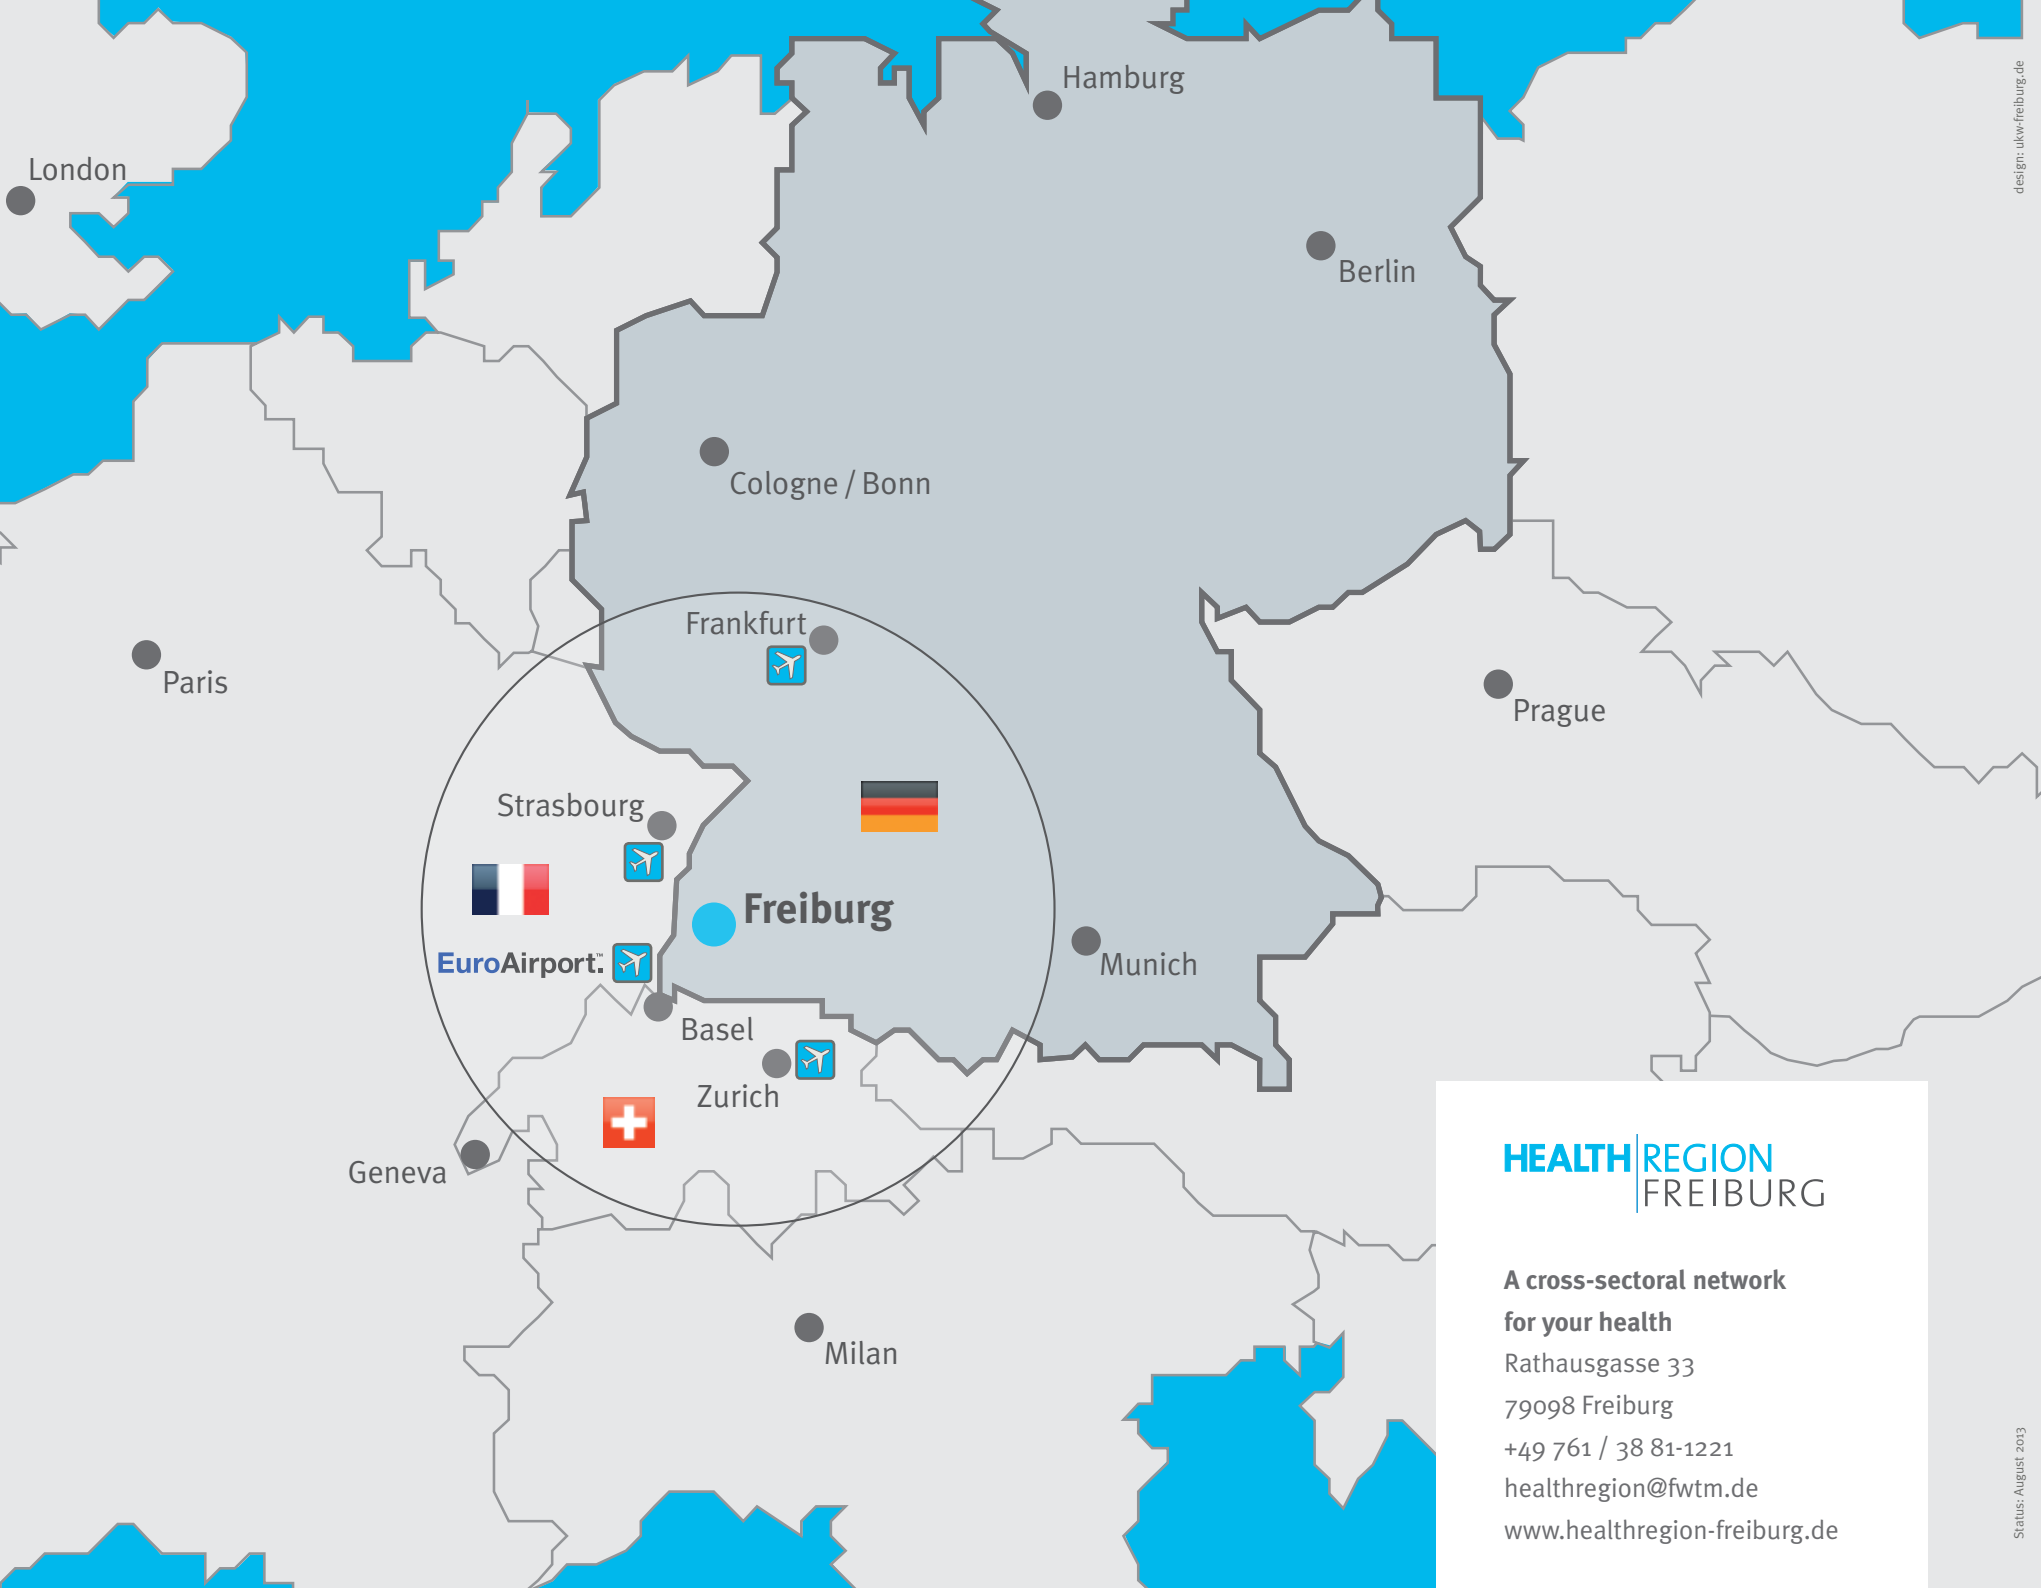 Hamburg
design: ukw-freiburg.de
London
Berlin
Cologne / Bonn
Frankfurt
Paris
Prague
Strasbourg
Freiburg
EuroAirport.™
Munich
Basel
Zurich
Geneva
Milan
HEALTH REGION
FREIBURG
A cross-sectoral network
for your health
Rathausgasse 33
79098 Freiburg
+49 761 / 38 81-1221
healthregion@fwtm.de
www.healthregion-freiburg.de
Status: August 2013